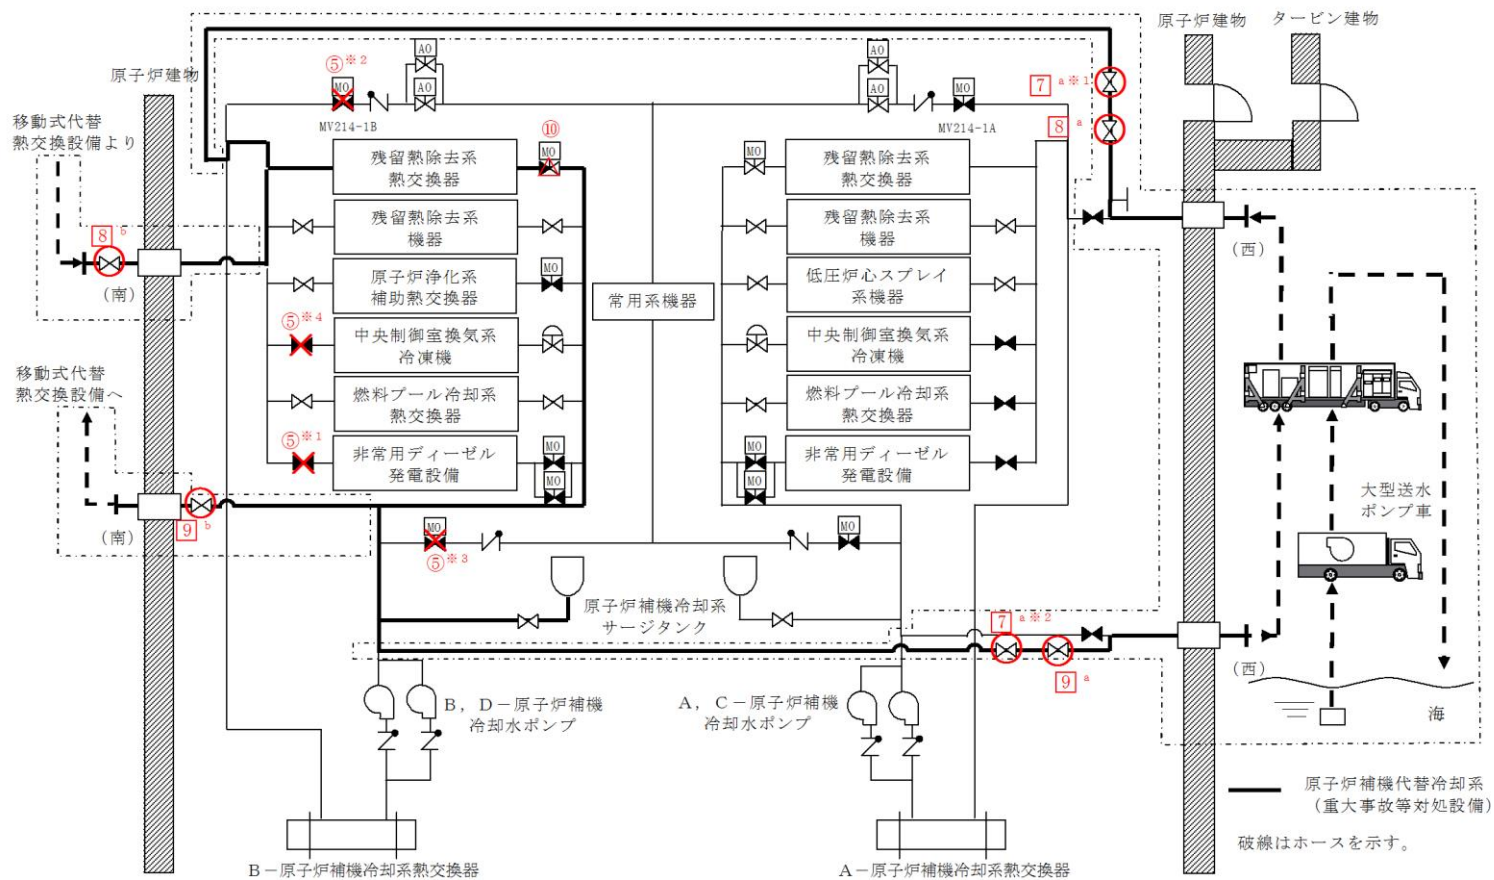 原子炉建物
タービン建物
原子炉建物
移動式代替
熱交換設備より
⑤※2
MO
MV214-1B
AO
AO
AO
AO
MO
MV214-1A
7 a※1
8 a
⑩
MO
残留熱除去系
熱交換器
MO
残留熱除去系
熱交換器
残留熱除去系
機器
残留熱除去系
機器
8 b
(南)
(西)
原子炉浄化系
補助熱交換器
MO
常用系機器
低圧炉心スプレイ
系機器
⑤※4
中央制御室換気系
冷凍機
中央制御室換気系
冷凍機
移動式代替
熱交換設備へ
燃料プール冷却系
熱交換器
燃料プール冷却系
熱交換器
⑤※1
非常用ディーゼル
発電設備
MO
MO
MO
MO
非常用ディーゼル
発電設備
大型送水
ポンプ車
9 b
(南)
MO
⑤※3
MO
原子炉補機冷却系
サージタンク
7 a※2
9 a
(西)
B,D-原子炉補機
冷却水ポンプ
A,C-原子炉補機
冷却水ポンプ
海
原子炉補機代替冷却系
(重大事故等対処設備)
破線はホースを示す。
B-原子炉補機冷却系熱交換器
A-原子炉補機冷却系熱交換器